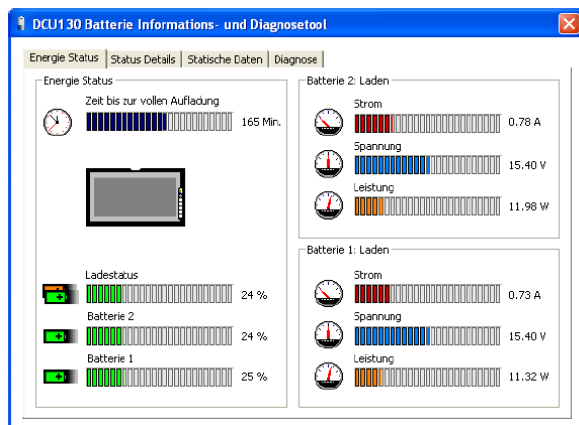 DCU130 Batterie Informations- und Diagnosetool
Energie Status Status Details Statische Daten Diagnose
Energie Status
Zeit bis zur vollen Aufladung
165 Min.
Ladestatus
24 %
Batterie 2
24 %
Batterie 1
25 %
Batterie 2: Laden
Strom
0.78 A
Spannung
15.40 V
Leistung
11.98 W
Batterie 1: Laden
Strom
0.73 A
Spannung
15.40 V
Leistung
11.32 W